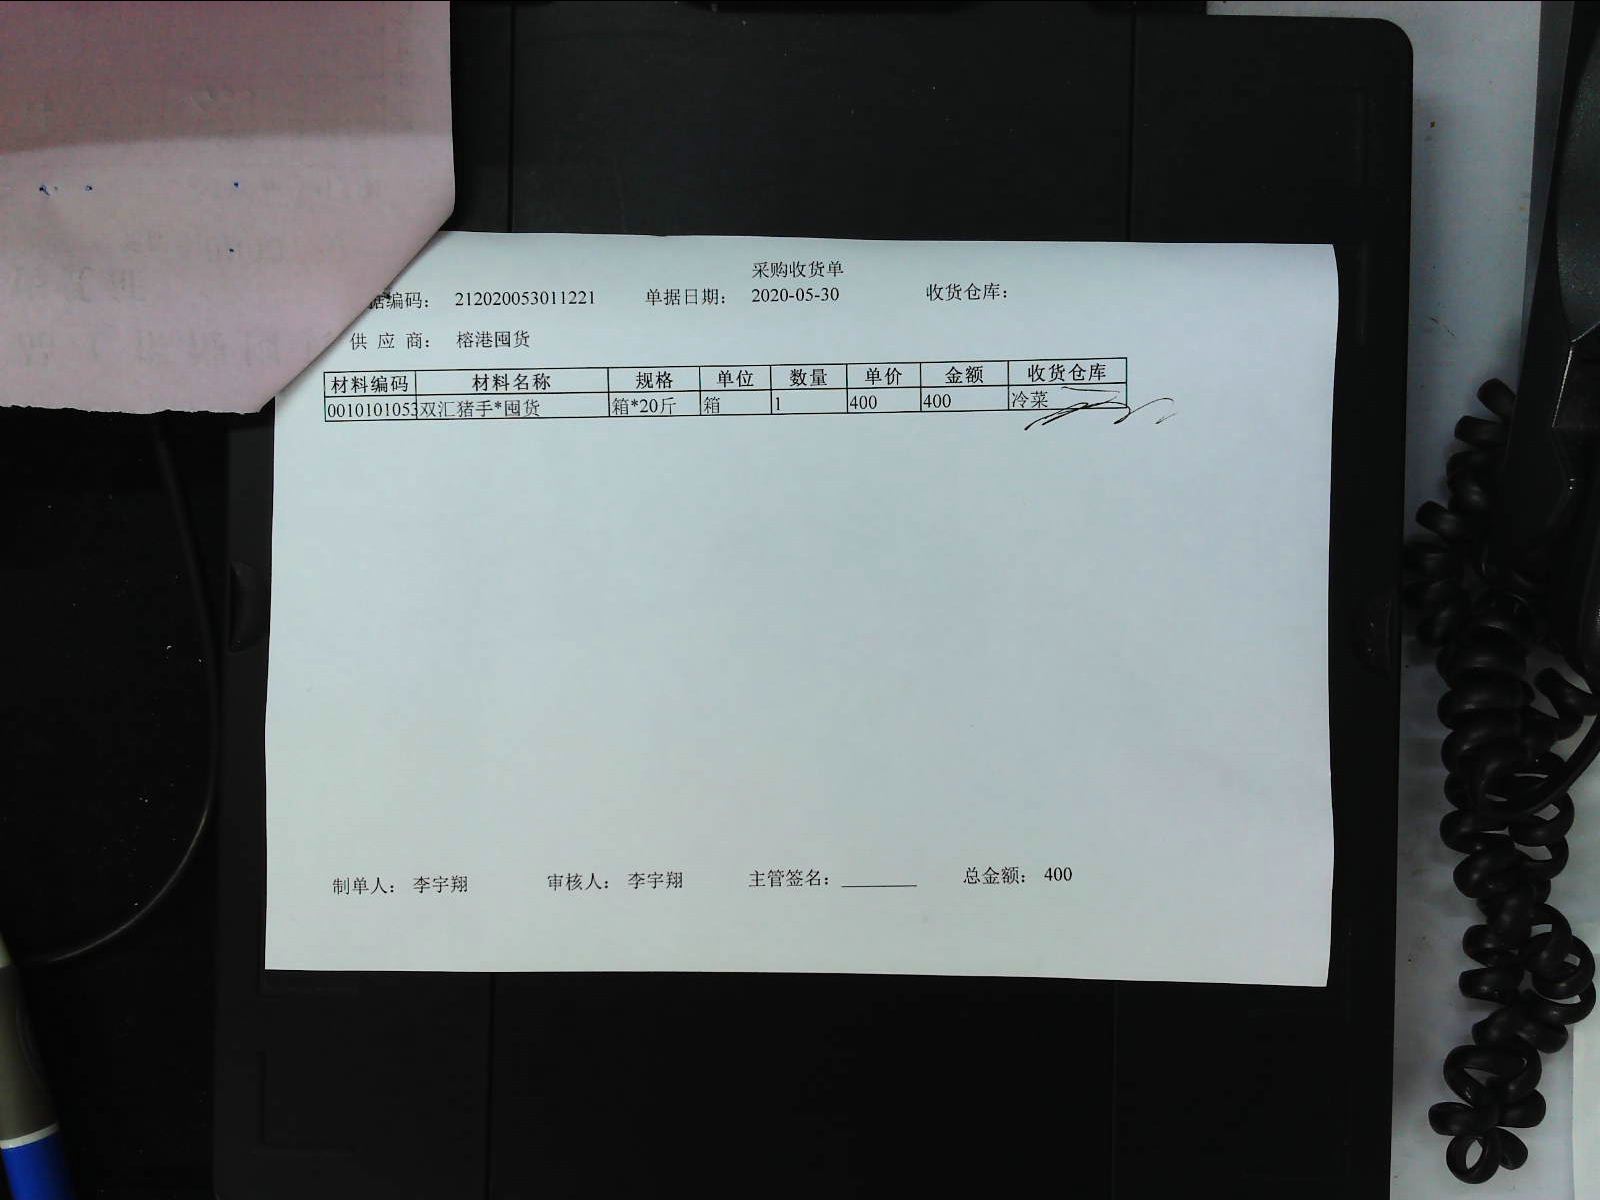 采购收货单
据编码： 212020053011221 单据日期： 2020-05-30 收货仓库：
供 应 商： 榕港囤货
材料编码 材料名称 规格 单位 数量 单价 金额 收货仓库
0010101053 双汇猪手*囤货 箱*20斤 箱 1 400 400 冷菜
制单人： 李宇翔 审核人： 李宇翔 主管签名：________ 总金额： 400